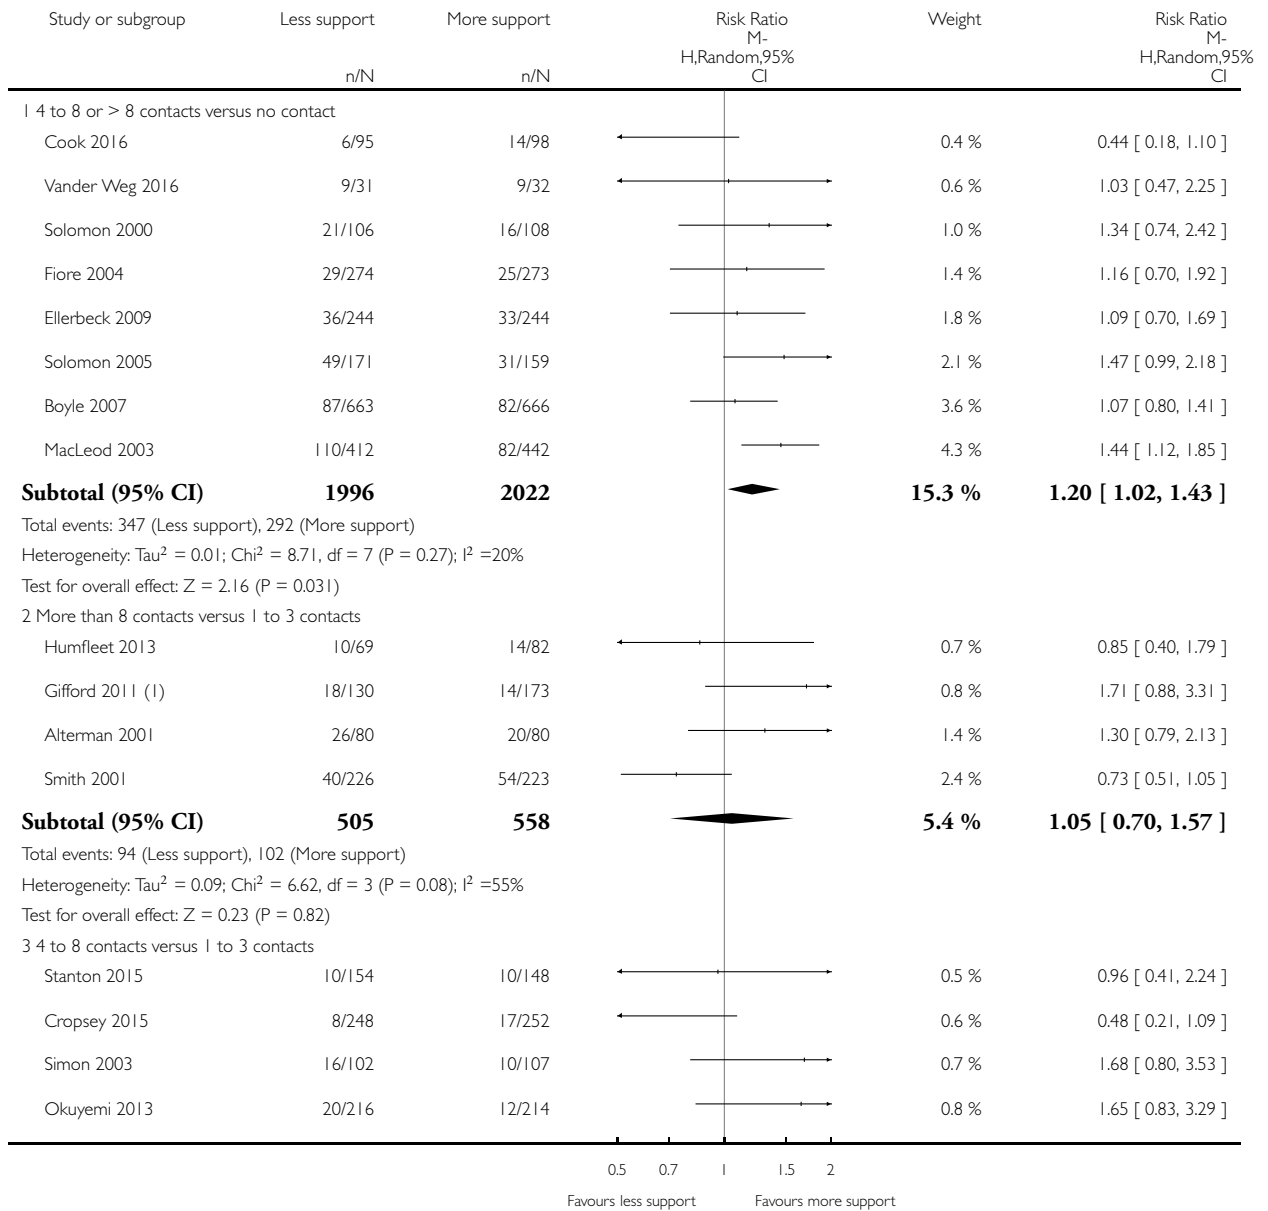 Study or subgroup Less support More support Risk Ratio Weight Risk Ratio
M- M-
H,Random,95% H,Random,95%
n/N n/N CI CI
1 4 to 8 or > 8 contacts versus no contact
Cook 2016 6/95 14/98 0.4 % 0.44 [ 0.18, 1.10 ]
Vander Weg 2016 9/31 9/32 0.6 % 1.03 [ 0.47, 2.25 ]
Solomon 2000 21/106 16/108 1.0 % 1.34 [ 0.74, 2.42 ]
Fiore 2004 29/274 25/273 1.4 % 1.16 [ 0.70, 1.92 ]
Ellerbeck 2009 36/244 33/244 1.8 % 1.09 [ 0.70, 1.69 ]
Solomon 2005 49/171 31/159 2.1 % 1.47 [ 0.99, 2.18 ]
Boyle 2007 87/663 82/666 3.6 % 1.07 [ 0.80, 1.41 ]
MacLeod 2003 110/412 82/442 4.3 % 1.44 [ 1.12, 1.85 ]
Subtotal (95% CI) 1996 2022 15.3 % 1.20 [ 1.02, 1.43 ]
Total events: 347 (Less support), 292 (More support)
Heterogeneity: Tau² = 0.01; Chi² = 8.71, df = 7 (P = 0.27); I² =20%
Test for overall effect: Z = 2.16 (P = 0.031)
2 More than 8 contacts versus 1 to 3 contacts
Humfleet 2013 10/69 14/82 0.7 % 0.85 [ 0.40, 1.79 ]
Gifford 2011 (1) 18/130 14/173 0.8 % 1.71 [ 0.88, 3.31 ]
Alterman 2001 26/80 20/80 1.4 % 1.30 [ 0.79, 2.13 ]
Smith 2001 40/226 54/223 2.4 % 0.73 [ 0.51, 1.05 ]
Subtotal (95% CI) 505 558 5.4 % 1.05 [ 0.70, 1.57 ]
Total events: 94 (Less support), 102 (More support)
Heterogeneity: Tau² = 0.09; Chi² = 6.62, df = 3 (P = 0.08); I² =55%
Test for overall effect: Z = 0.23 (P = 0.82)
3 4 to 8 contacts versus 1 to 3 contacts
Stanton 2015 10/154 10/148 0.5 % 0.96 [ 0.41, 2.24 ]
Cropsey 2015 8/248 17/252 0.6 % 0.48 [ 0.21, 1.09 ]
Simon 2003 16/102 10/107 0.7 % 1.68 [ 0.80, 3.53 ]
Okuyemi 2013 20/216 12/214 0.8 % 1.65 [ 0.83, 3.29 ]
0.5 0.7 1 1.5 2
Favours less support Favours more support